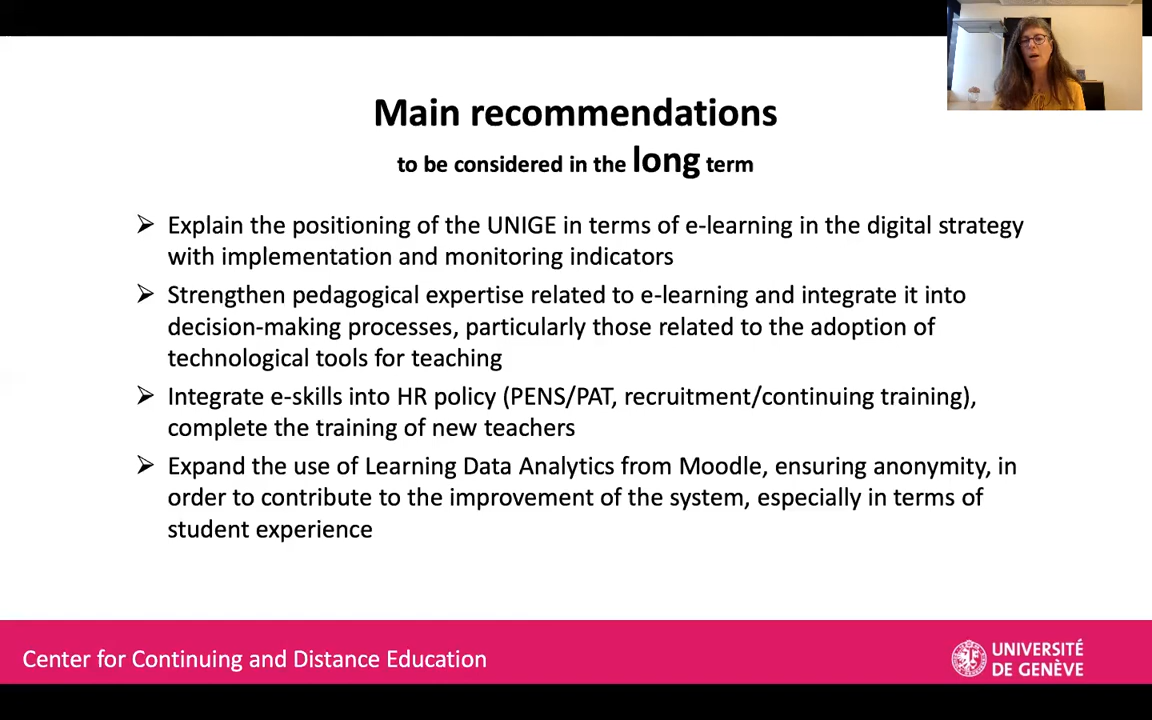 Main recommendations
to be considered in the long term
➢ Explain the positioning of the UNIGE in terms of e-learning in the digital strategy
with implementation and monitoring indicators
➢ Strengthen pedagogical expertise related to e-learning and integrate it into
decision-making processes, particularly those related to the adoption of
technological tools for teaching
➢ Integrate e-skills into HR policy (PENS/PAT, recruitment/continuing training),
complete the training of new teachers
➢ Expand the use of Learning Data Analytics from Moodle, ensuring anonymity, in
order to contribute to the improvement of the system, especially in terms of
student experience
Center for Continuing and Distance Education
UNIVERSITÉ
DE GENÈVE